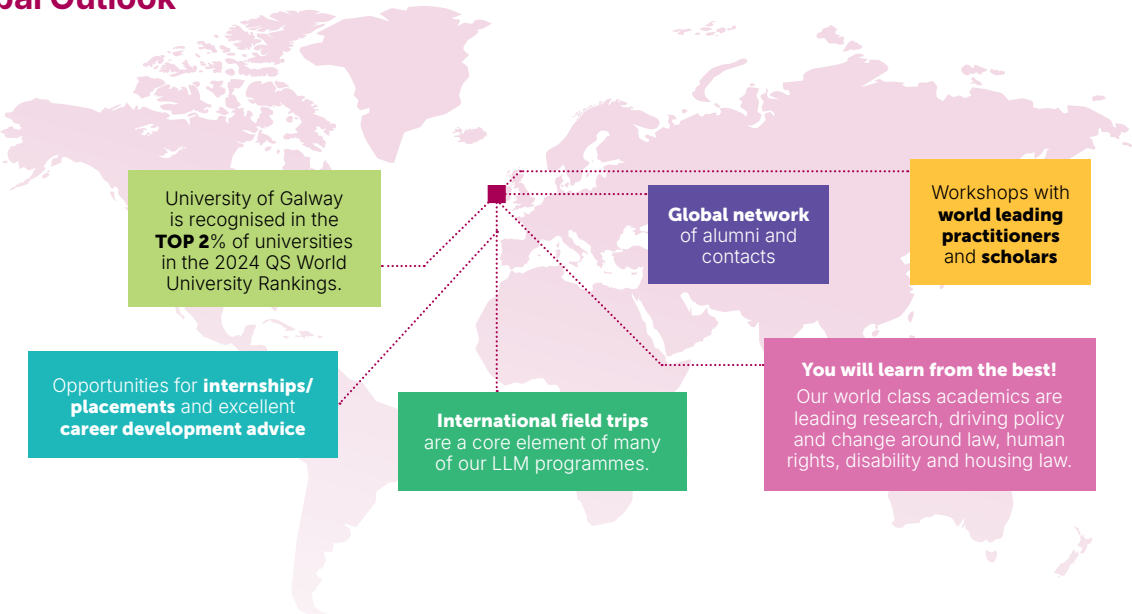 Outlook
University of Galway
is recognised in the
TOP 2% of universities
in the 2024 QS World
University Rankings.
Global network
of alumni and
contacts
Workshops with
world leading
practitioners
and scholars
Opportunities for internships/
placements and excellent
career development advice
International field trips
are a core element of many
of our LLM programmes.
You will learn from the best!
Our world class academics are
leading research, driving policy
and change around law, human
rights, disability and housing law.